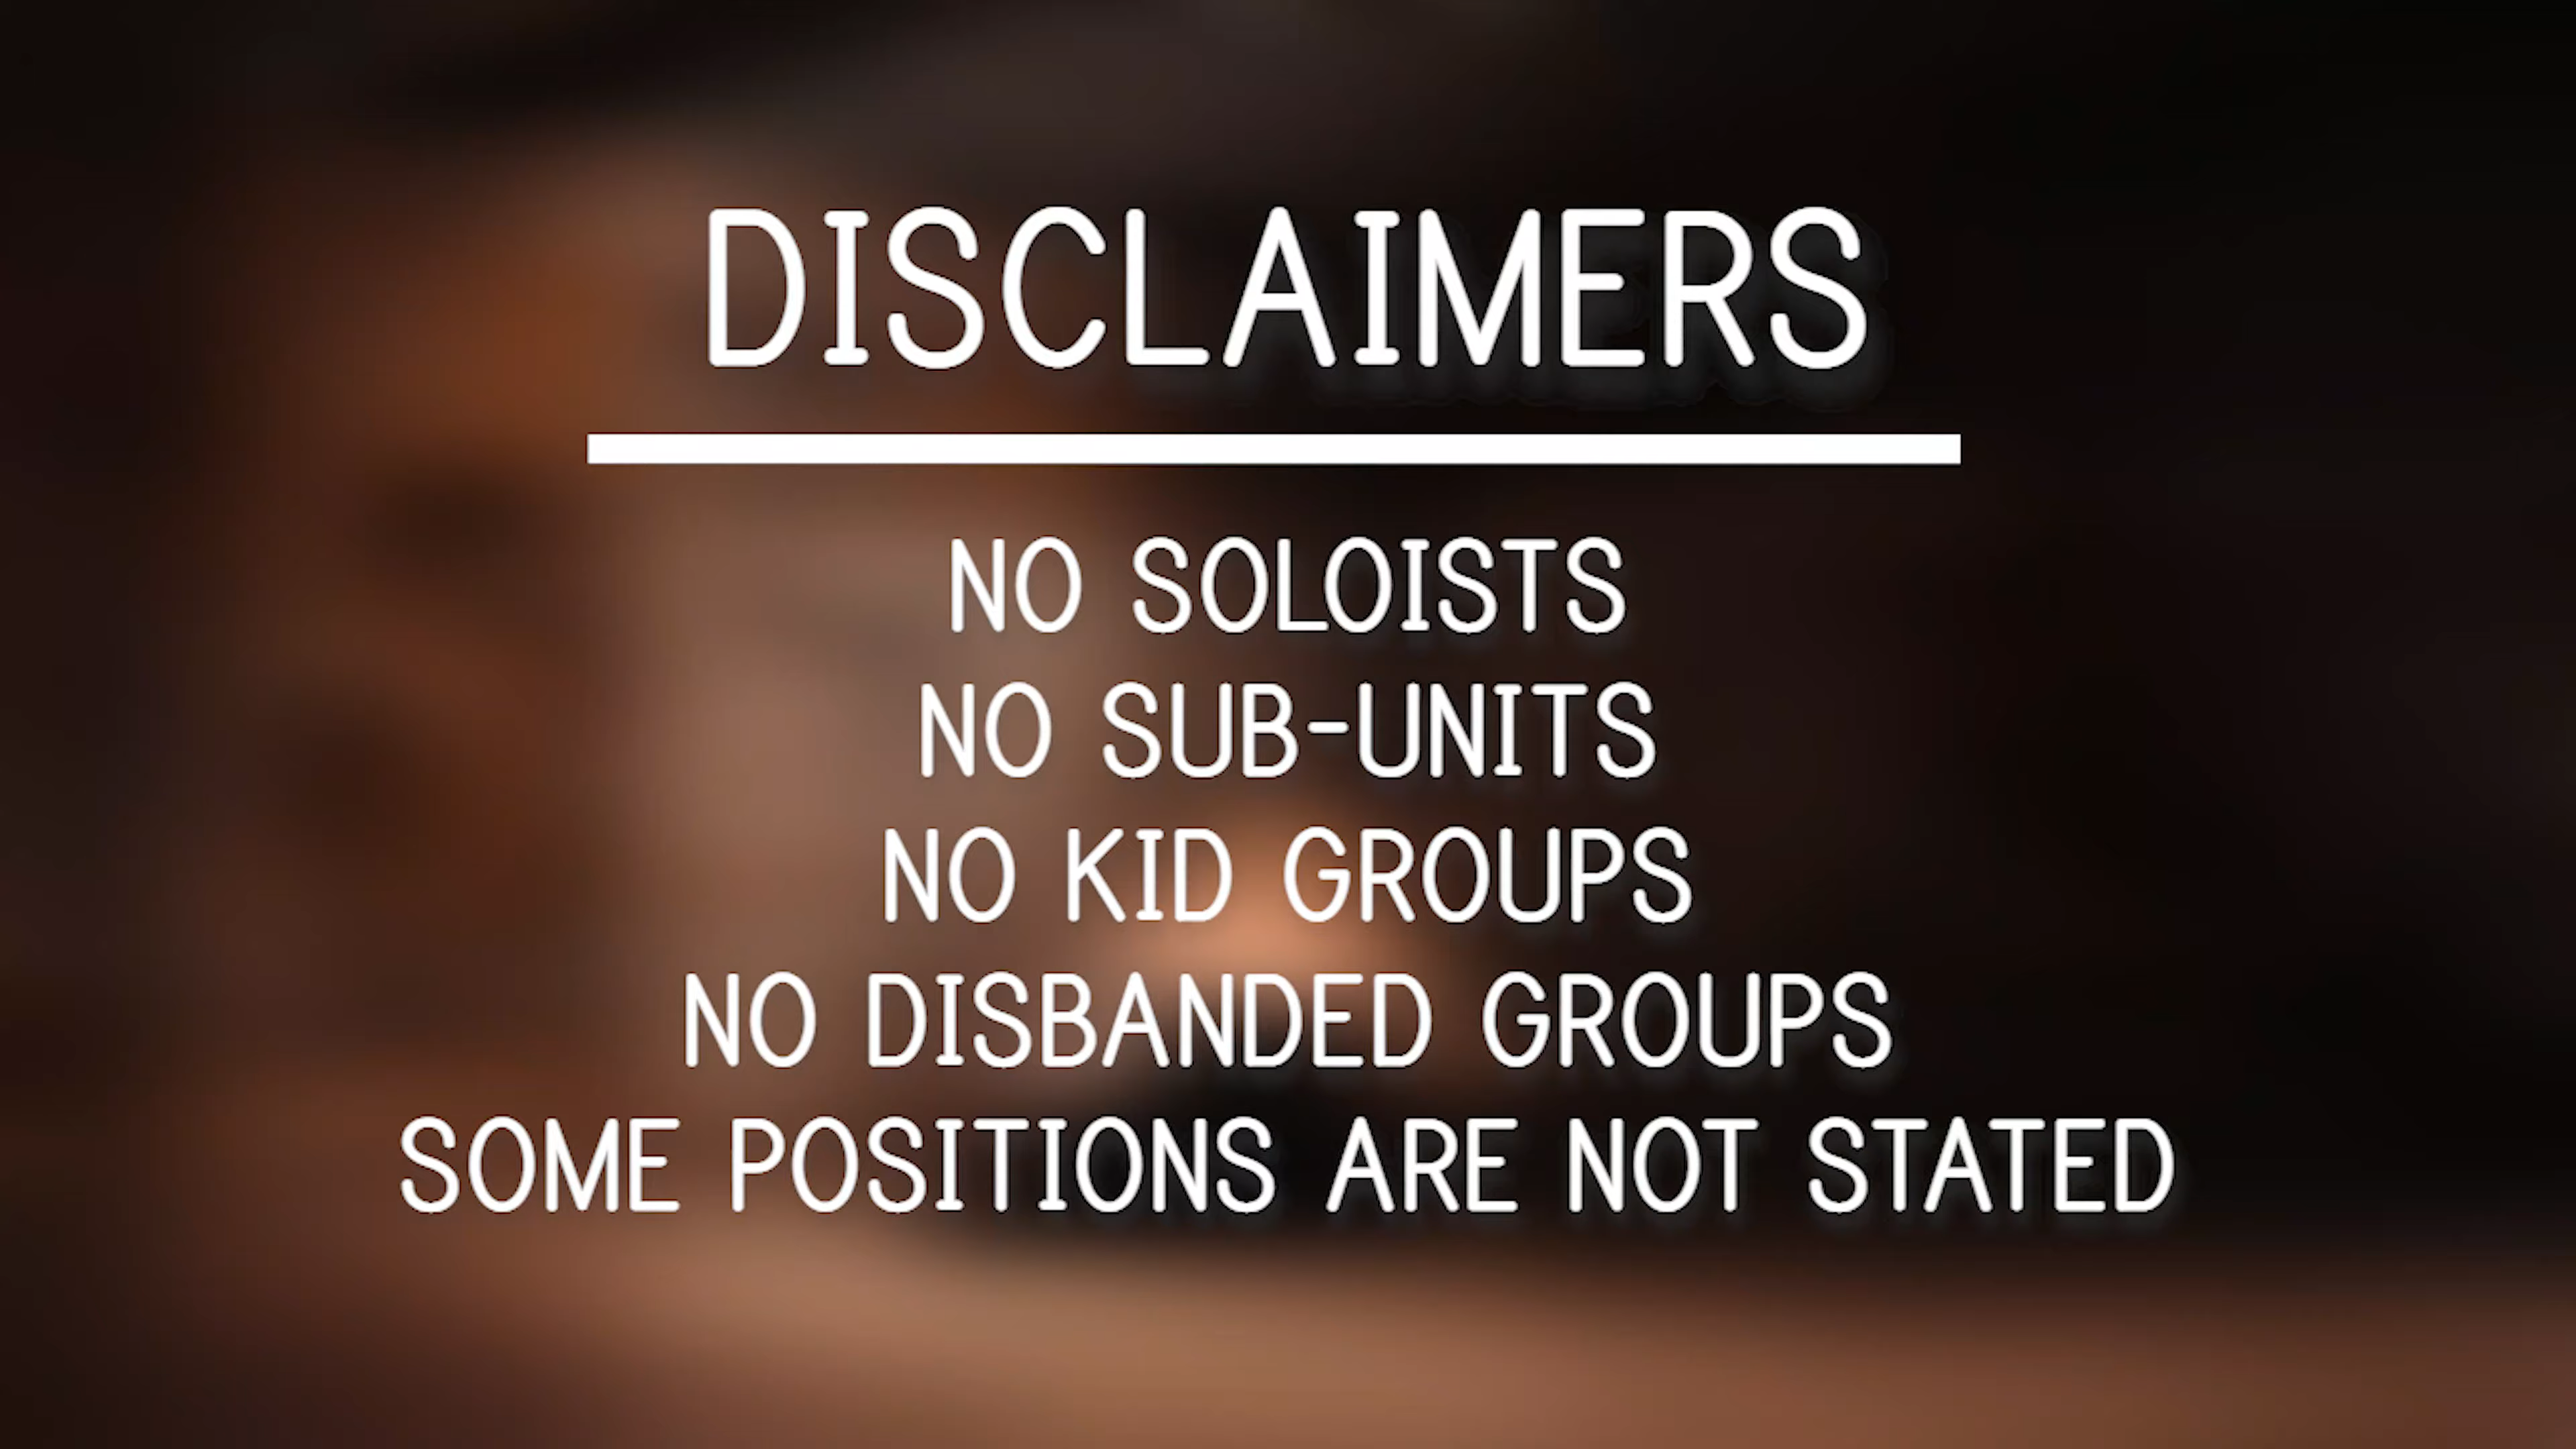 DISCLAIMERS
NO SOLOISTS
NO SUB-UNITS
NO KID GROUPS
NO DISBANDED GROUPS
SOME POSITIONS ARE NOT STATED